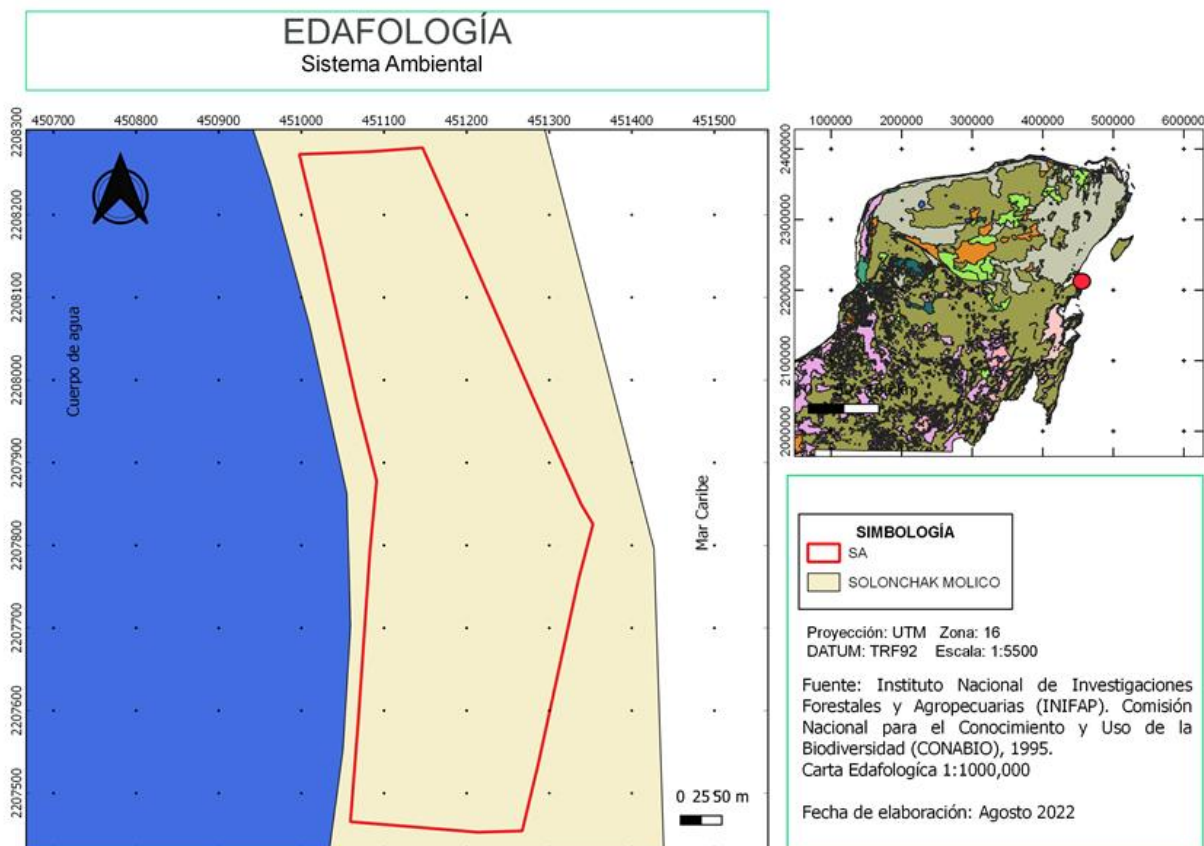 EDAFOLOGÍA
Sistema Ambiental
450700 450800 450900 451000 451100 451200 451300 451400 451500
2208300
2208200
2208100
2208000
2207900
2207800
2207700
2207600
2207500
Cuerpo de agua
Mar Caribe
0 25 50 m
100000 200000 300000 400000 500000 600000
2400000
2300000
2200000
2100000
2000000
SIMBOLOGÍA
SA
SOLONCHAK MOLICO
Proyección: UTM Zona: 16
DATUM: TRF92 Escala: 1:5500
Fuente: Instituto Nacional de Investigaciones
Forestales y Agropecuarias (INIFAP). Comisión
Nacional para el Conocimiento y Uso de la
Biodiversidad (CONABIO), 1995.
Carta Edafologíca 1:1000,000
Fecha de elaboración: Agosto 2022